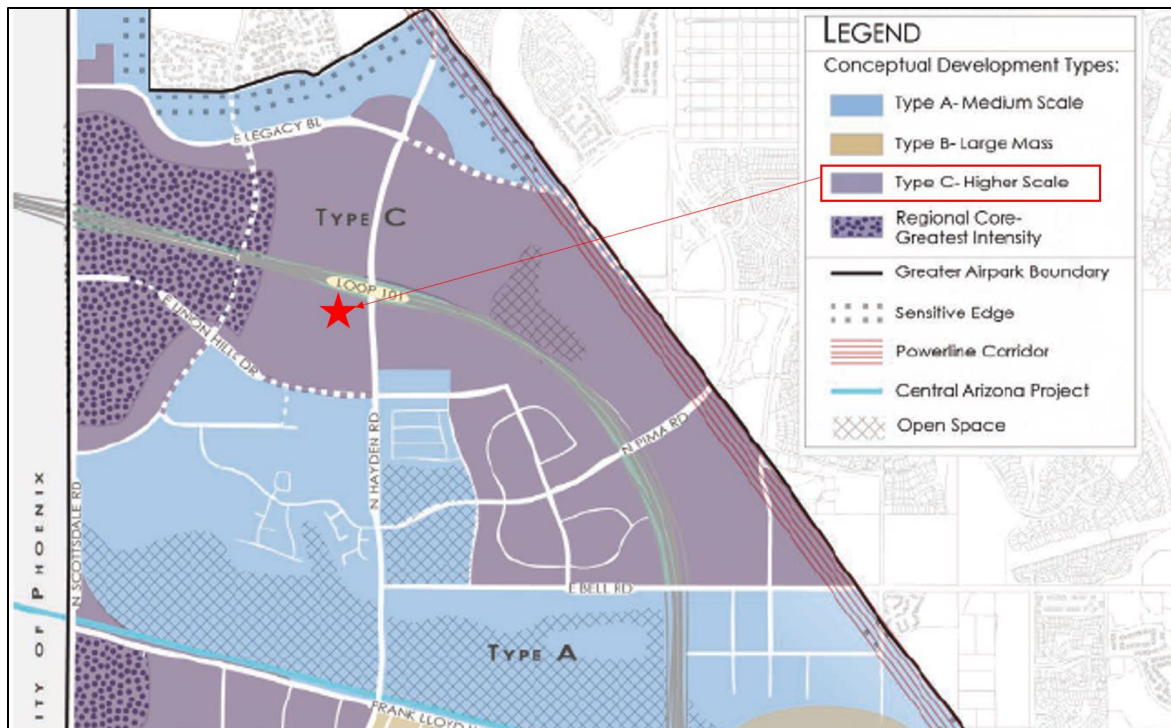 LEGEND
Conceptual Development Types:
Type A- Medium Scale
Type B- Large Mass
Type C- Higher Scale
Regional Core-
Greatest Intensity
Greater Airpark Boundary
Sensitive Edge
Powerline Corridor
Central Arizona Project
Open Space
E LEGACY BL
TYPE C
LOOP 101
E UNION HILLS DR
N HAYDEN RD
N PIMA RD
N SCOTTSDALE RD
ITY OF PHOENIX
E BELL RD
TYPE A
FRANK LLOYD